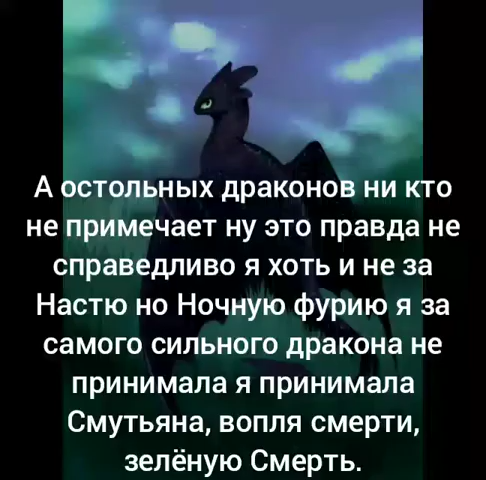 А остольных драконов ни кто
не примечает ну это правда не
справедливо я хоть и не за
Настю но Ночную фурию я за
самого сильного дракона не
принимала я принимала
Смутьяна, вопля смерти,
зелёную Смерть.